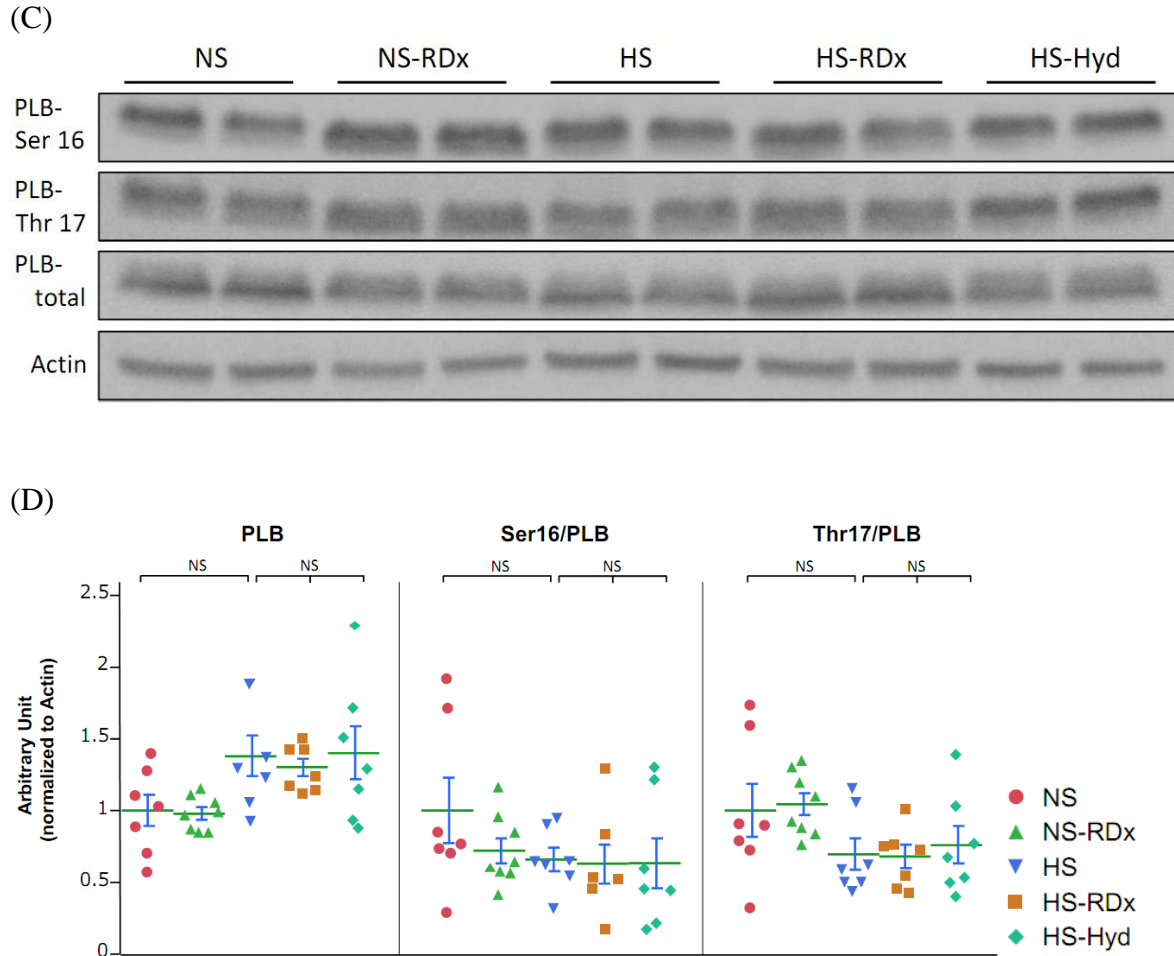 (C)
NS NS-RDx HS HS-RDx HS-Hyd
PLB-
Ser 16
PLB-
Thr 17
PLB-
total
Actin
(D)
PLB Ser16/PLB Thr17/PLB
NS NS NS NS NS NS
Arbitrary Unit
(normalized to Actin)
2.5
2
1.5
1
0.5
0
NS
NS-RDx
HS
HS-RDx
HS-Hyd